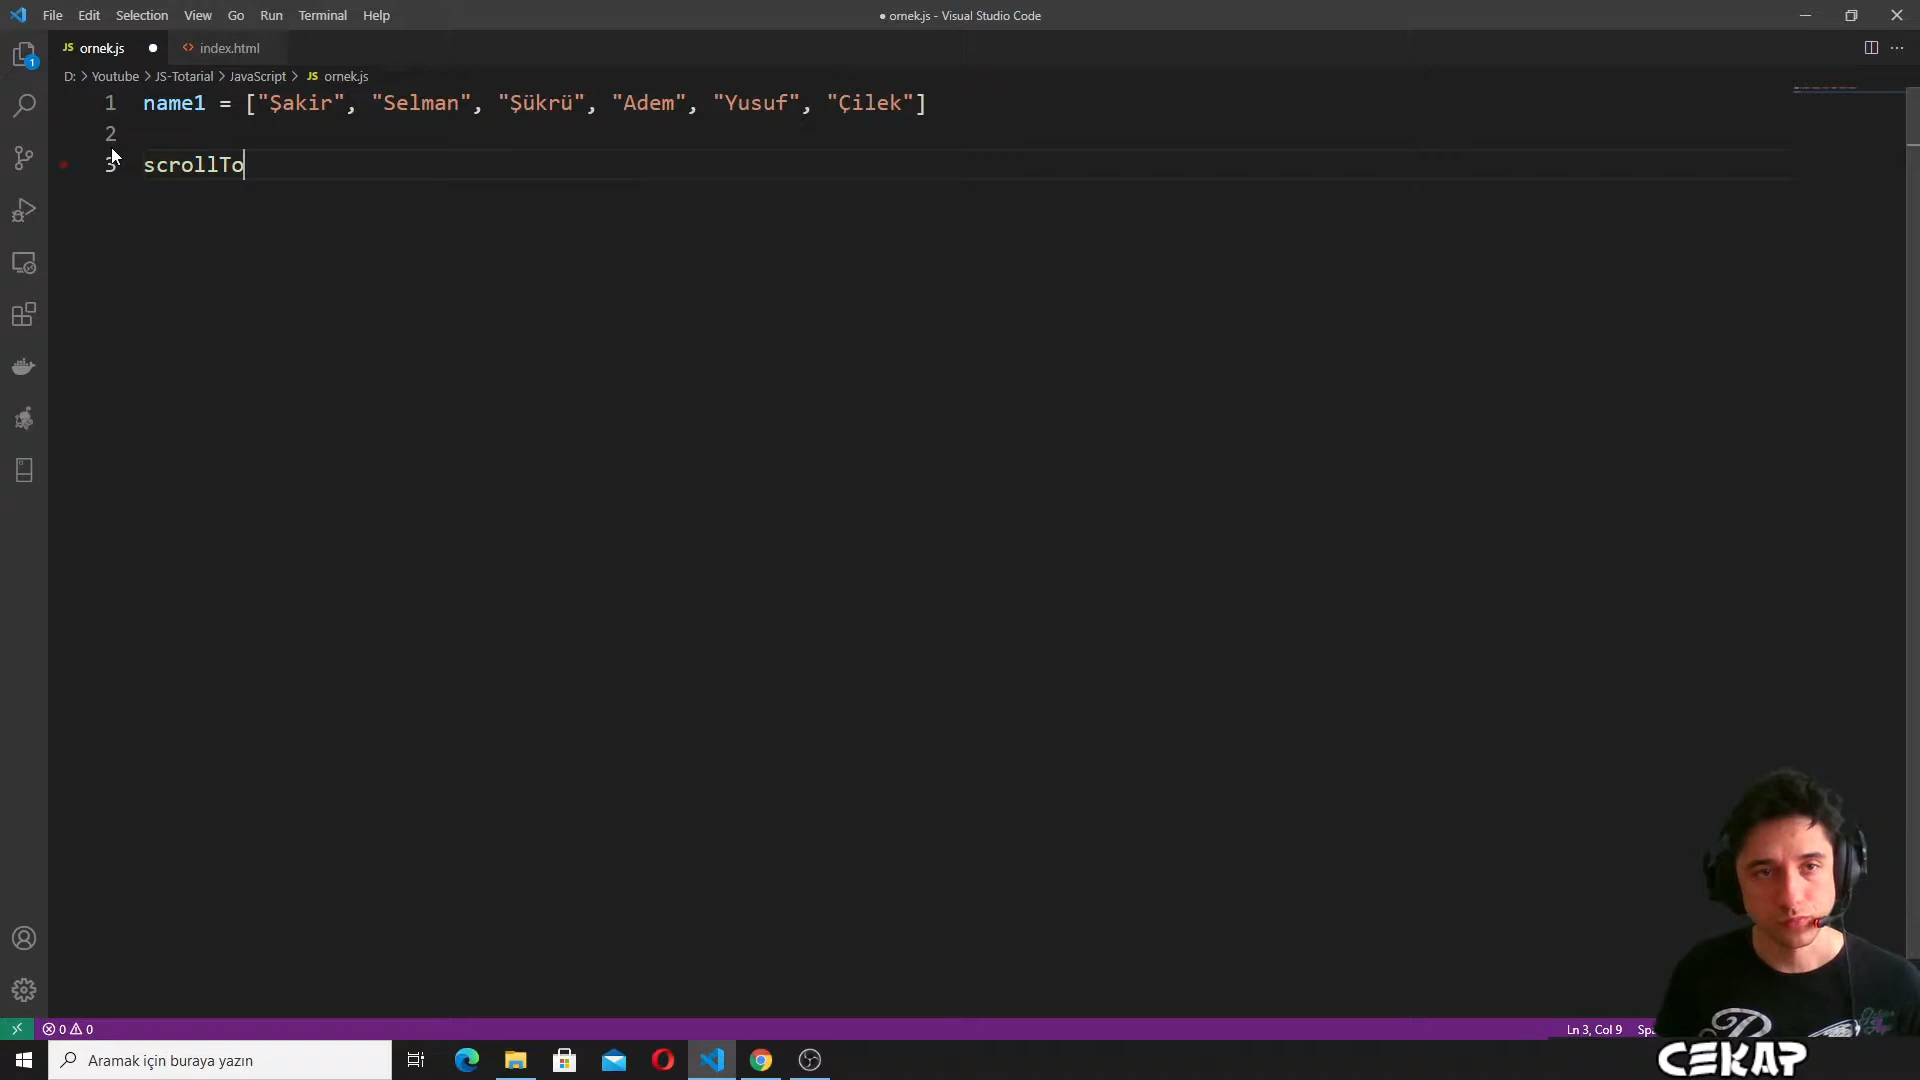 File Edit Selection View Go Run Terminal Help
● ornek.js - Visual Studio Code
JS ornek.js ● <> index.html
D: > Youtube > JS-Totarial > JavaScript > JS ornek.js
1 name1 = ["Şakir", "Selman", "Şükrü", "Adem", "Yusuf", "Çilek"]
2
3 scrollTo
1
0 0
Ln 3, Col 9
CEKAP
Aramak için buraya yazın